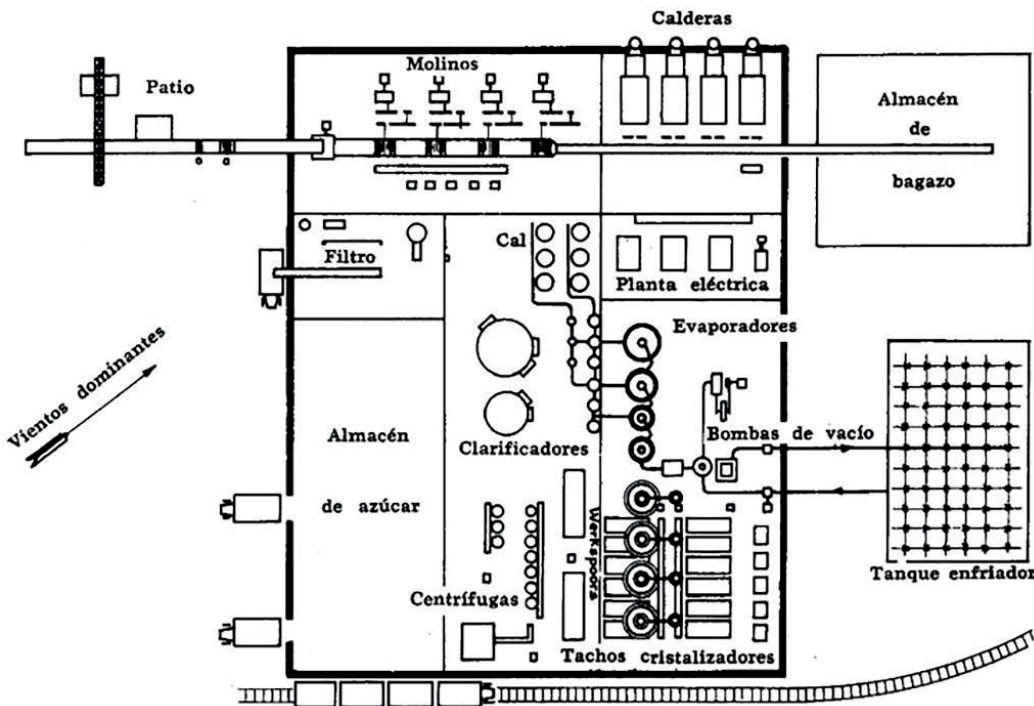 Calderas
Molinos
Patio
Almacén
de
bagazo
Cal
Filtro
Planta eléctrica
Evaporadores
Vientos dominantes
Almacén
de azúcar
Clarificadores
Bombas de vacío
Werkspoors
Tanque enfriador
Centrífugas
Tachos cristalizadores